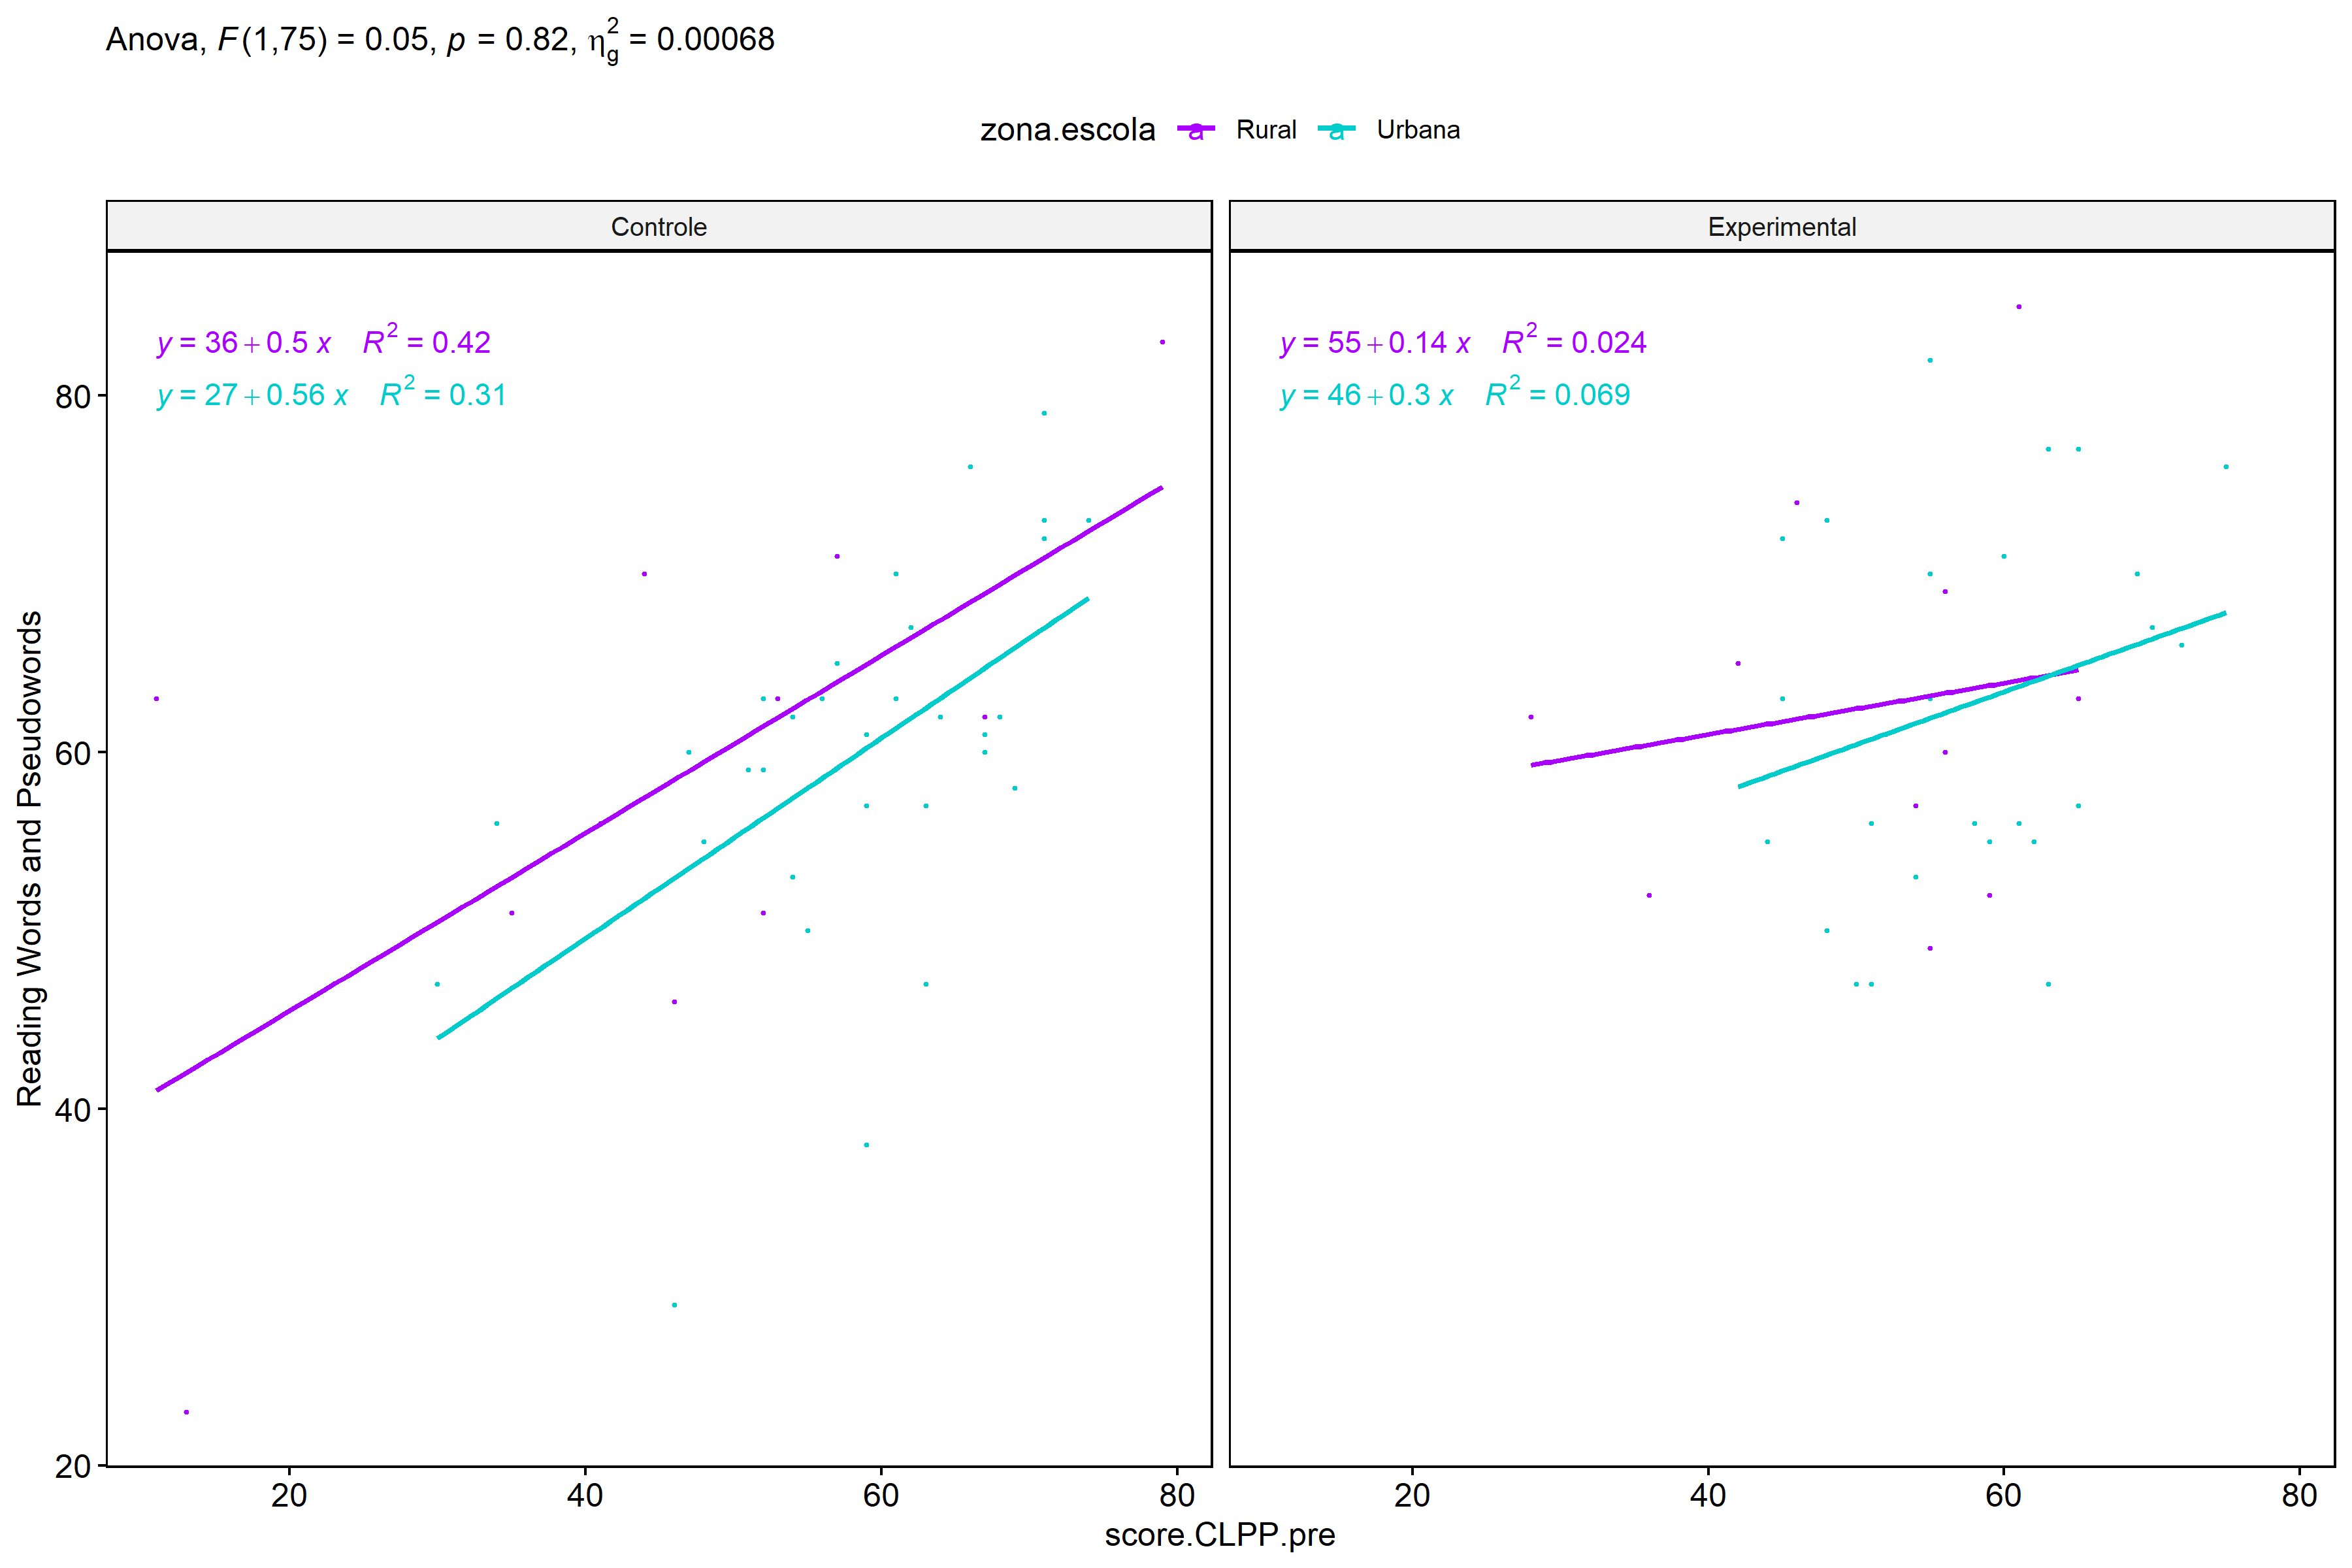 Anova, F(1,75) = 0.05, p = 0.82, η²g = 0.00068
zona.escola a Rural a Urbana
Controle
Experimental
y = 36 + 0.5 x R² = 0.42
y = 27 + 0.56 x R² = 0.31
y = 55 + 0.14 x R² = 0.024
y = 46 + 0.3 x R² = 0.069
Reading Words and Pseudowords
80
60
40
20
20 40 60 80
20 40 60 80
score.CLPP.pre